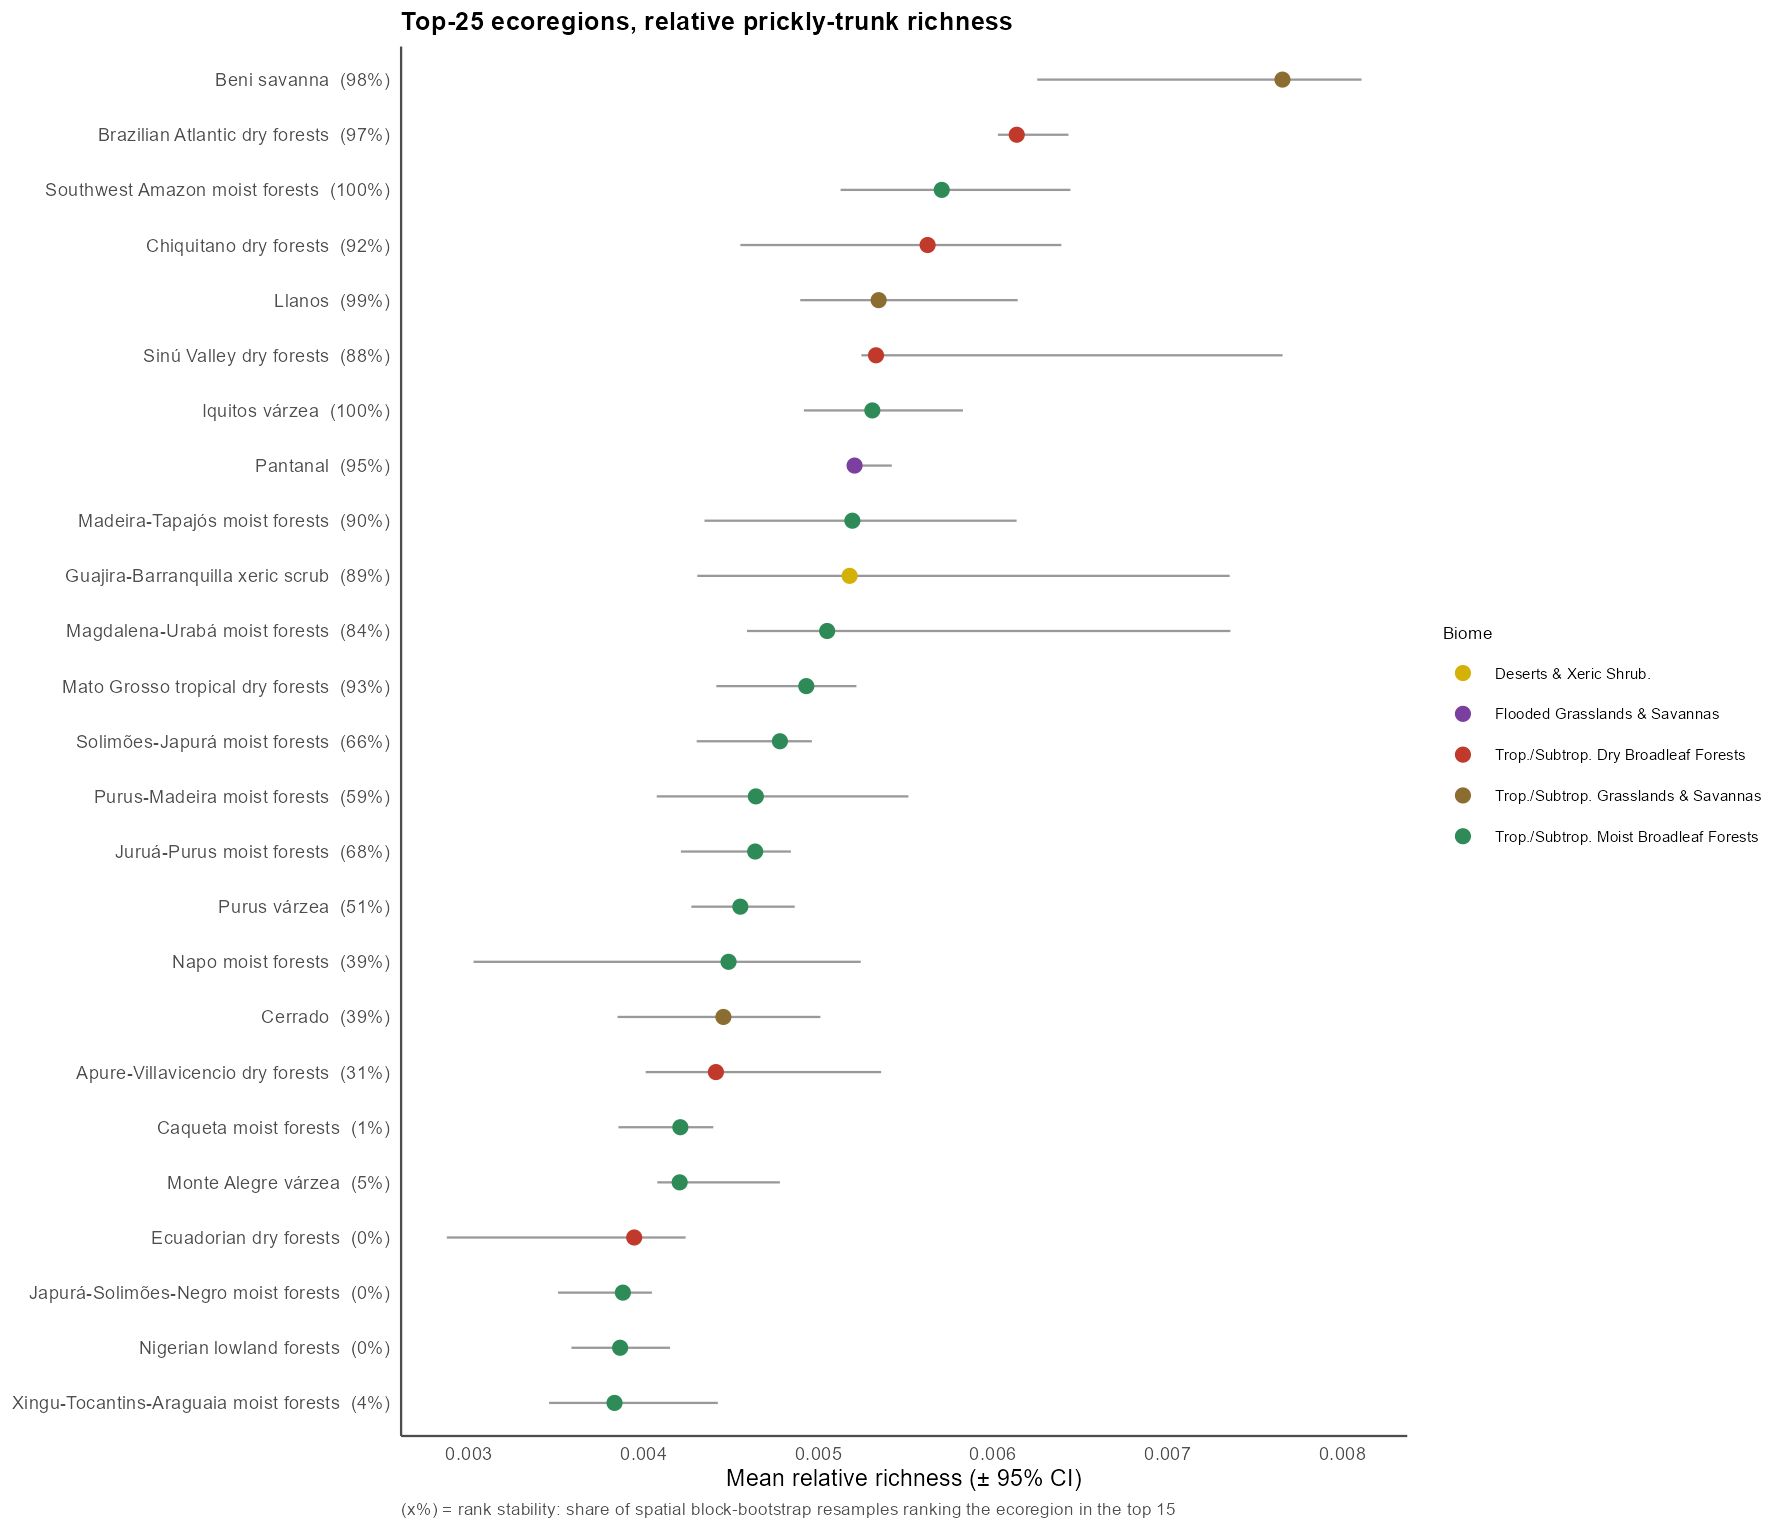 Top-25 ecoregions, relative prickly-trunk richness
Beni savanna (98%)
Brazilian Atlantic dry forests (97%)
Southwest Amazon moist forests (100%)
Chiquitano dry forests (92%)
Llanos (99%)
Sinú Valley dry forests (88%)
Iquitos várzea (100%)
Pantanal (95%)
Madeira-Tapajós moist forests (90%)
Guajira-Barranquilla xeric scrub (89%)
Magdalena-Urabá moist forests (84%)
Mato Grosso tropical dry forests (93%)
Solimões-Japurá moist forests (66%)
Purus-Madeira moist forests (59%)
Juruá-Purus moist forests (68%)
Purus várzea (51%)
Napo moist forests (39%)
Cerrado (39%)
Apure-Villavicencio dry forests (31%)
Caqueta moist forests (1%)
Monte Alegre várzea (5%)
Ecuadorian dry forests (0%)
Japurá-Solimões-Negro moist forests (0%)
Nigerian lowland forests (0%)
Xingu-Tocantins-Araguaia moist forests (4%)
0.003 0.004 0.005 0.006 0.007 0.008
Mean relative richness (± 95% CI)
(x%) = rank stability: share of spatial block-bootstrap resamples ranking the ecoregion in the top 15
Biome
Deserts & Xeric Shrub.
Flooded Grasslands & Savannas
Trop./Subtrop. Dry Broadleaf Forests
Trop./Subtrop. Grasslands & Savannas
Trop./Subtrop. Moist Broadleaf Forests